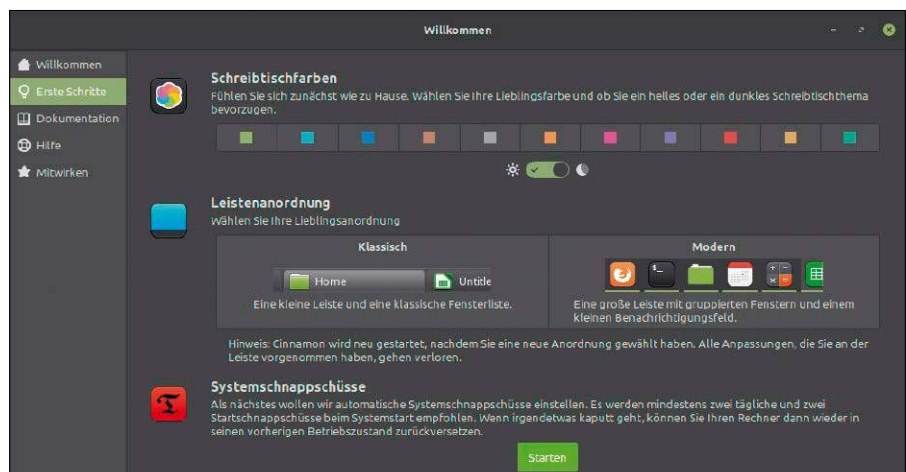 Willkommen
Willkommen
Erste Schritte
Dokumentation
Hilfe
Mitwirken
Schreibtischfarben
Fühlen Sie sich zunächst wie zu Hause. Wählen Sie Ihre Lieblingsfarbe und ob Sie ein helles oder ein dunkles Schreibtischthema
bevorzugen.
Leistenanordnung
Wählen Sie Ihre Lieblingsanordnung
Klassisch
Home
Untitle
Eine kleine Leiste und eine klassische Fensterliste.
Modern
Eine große Leiste mit gruppierten Fenstern und einem
kleinen Benachrichtigungsfeld.
Hinweis: Cinnamon wird neu gestartet, nachdem Sie eine neue Anordnung gewählt haben. Alle Anpassungen, die Sie an der
Leiste vorgenommen haben, gehen verloren.
Systemschnappschüsse
Als nächstes wollen wir automatische Systemschnappschüsse einstellen. Es werden mindestens zwei tägliche und zwei
Startschnappschüsse beim Systemstart empfohlen. Wenn irgendetwas kaputt geht, können Sie Ihren Rechner dann wieder in
seinen vorherigen Betriebszustand zurückversetzen.
Starten